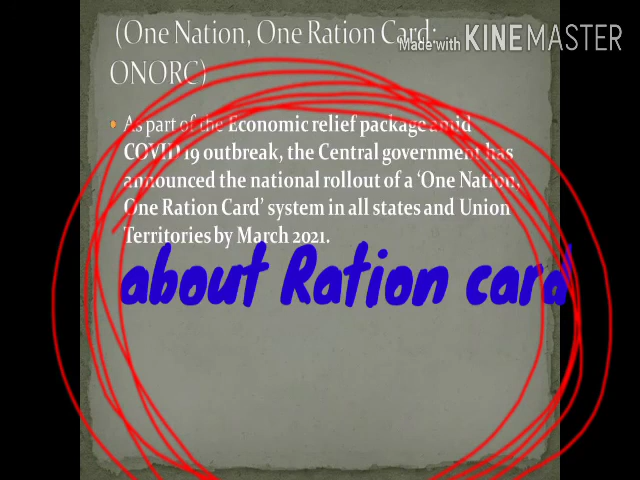 (One Nation, One Ration Card:
Made with KINEMASTER
ONORC)
As part of the Economic relief package amid
COVID 19 outbreak, the Central government has
announced the national rollout of a ‘One Nation,
One Ration Card’ system in all states and Union
Territories by March 2021.
about Ration card